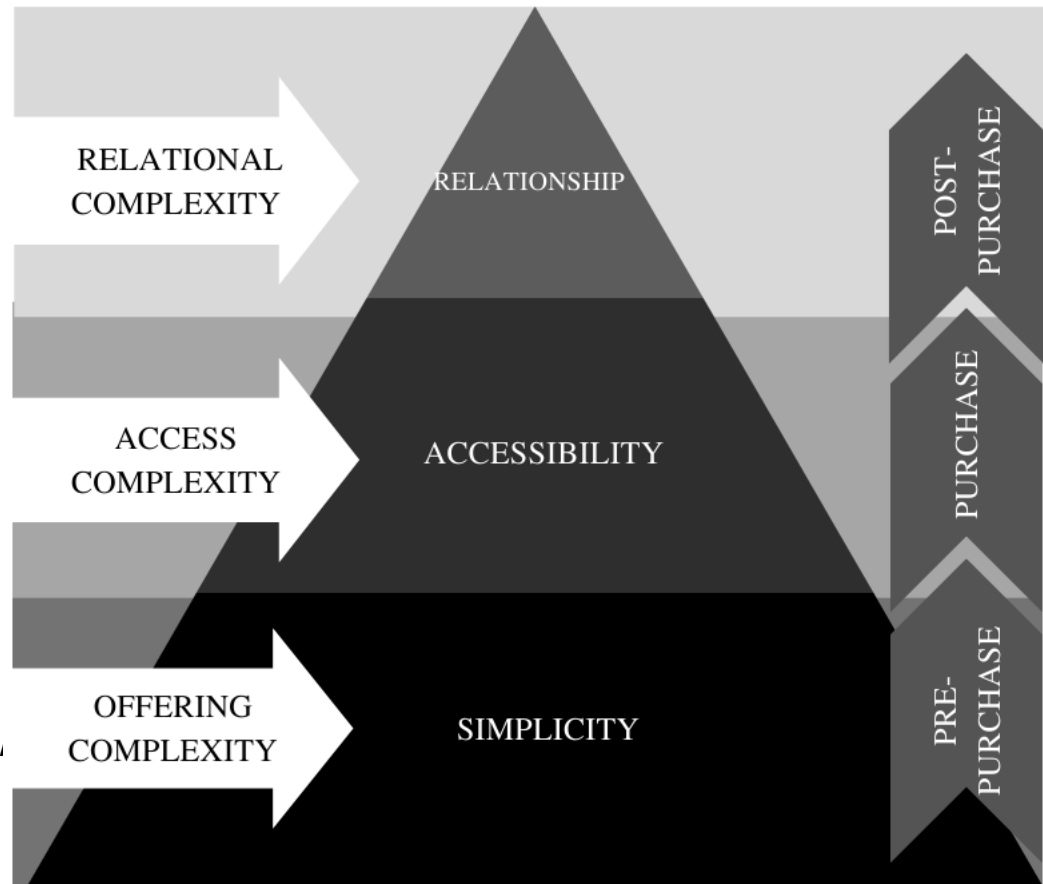 RELATIONAL
COMPLEXITY
RELATIONSHIP
POST-
PURCHASE
ACCESS
COMPLEXITY
ACCESSIBILITY
PURCHASE
OFFERING
COMPLEXITY
SIMPLICITY
PRE-
PURCHASE